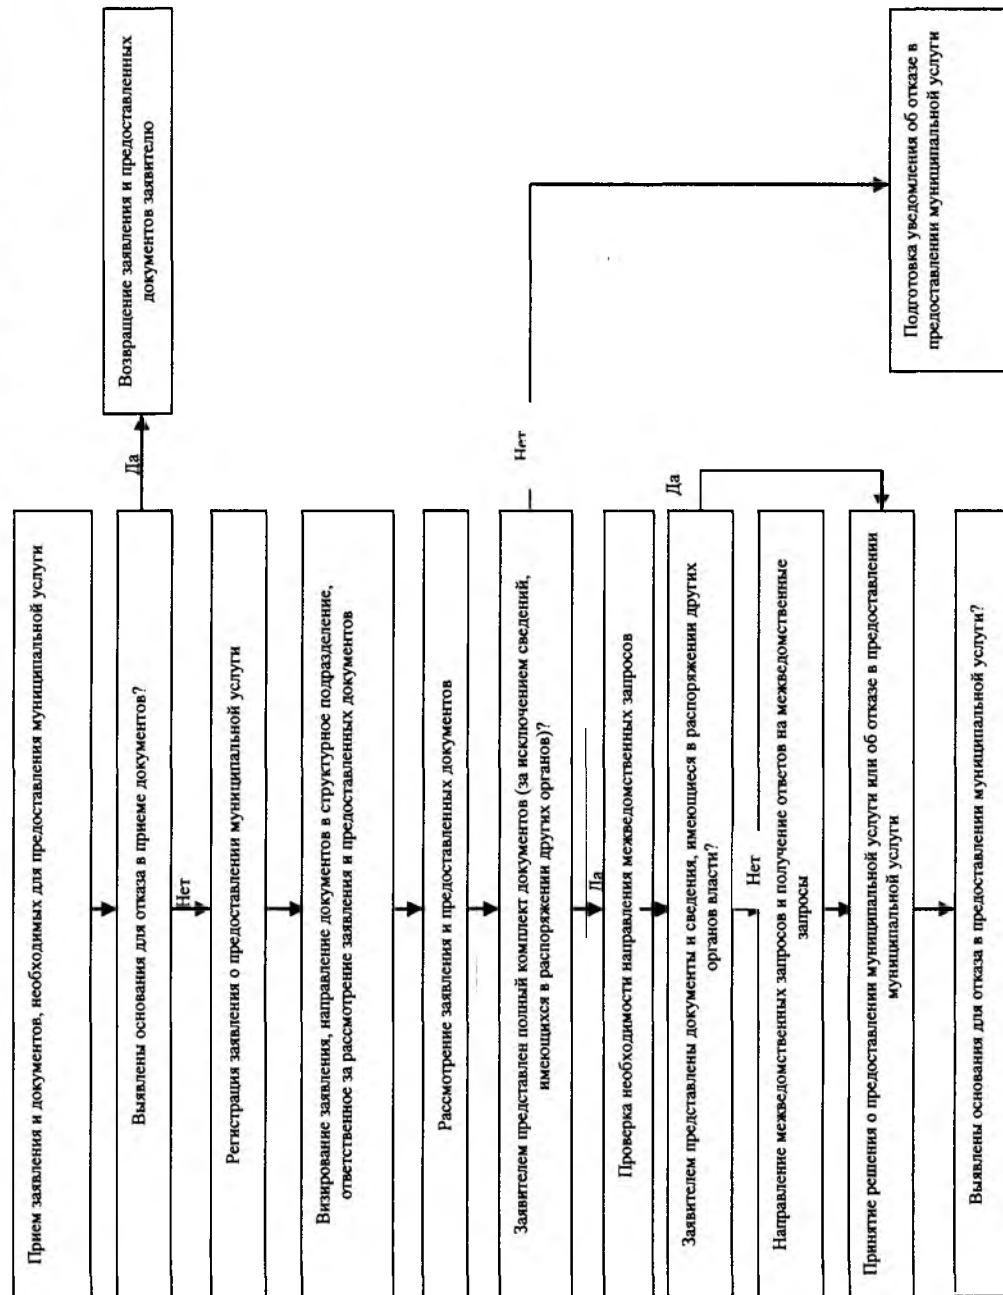 Прием заявления и документов, необходимых для предоставления муниципальной услуги
Выявлены основания для отказа в приеме документов?
Да
Возвращение заявления и предоставленных
документов заявителю
Нет
Регистрация заявления о предоставлении муниципальной услуги
Визирование заявления, направление документов в структурное подразделение,
ответственное за рассмотрение заявления и предоставленных документов
Рассмотрение заявления и предоставленных документов
Заявителем представлен полный комплект документов (за исключением сведений,
имеющихся в распоряжении других органов)?
Нет
Да
Проверка необходимости направления межведомственных запросов
Заявителем представлены документы и сведения, имеющиеся в распоряжении других
органов власти?
Да
Нет
Направление межведомственных запросов и получение ответов на межведомственные
запросы
Принятие решения о предоставлении муниципальной услуги или об отказе в предоставлении
муниципальной услуги
Подготовка уведомления об отказе в
предоставлении муниципальной услуги
Выявлены основания для отказа в предоставлении муниципальной услуги?